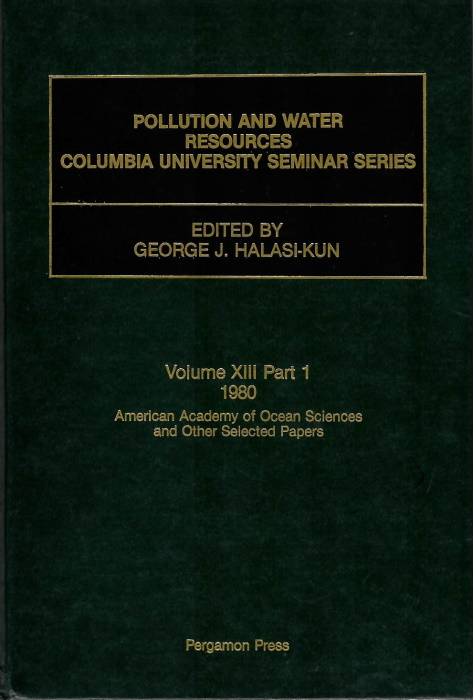 POLLUTION AND WATER
RESOURCES
COLUMBIA UNIVERSITY SEMINAR SERIES
EDITED BY
GEORGE J. HALASI-KUN
Volume XIII Part 1
1980
American Academy of Ocean Sciences
and Other Selected Papers
Pergamon Press